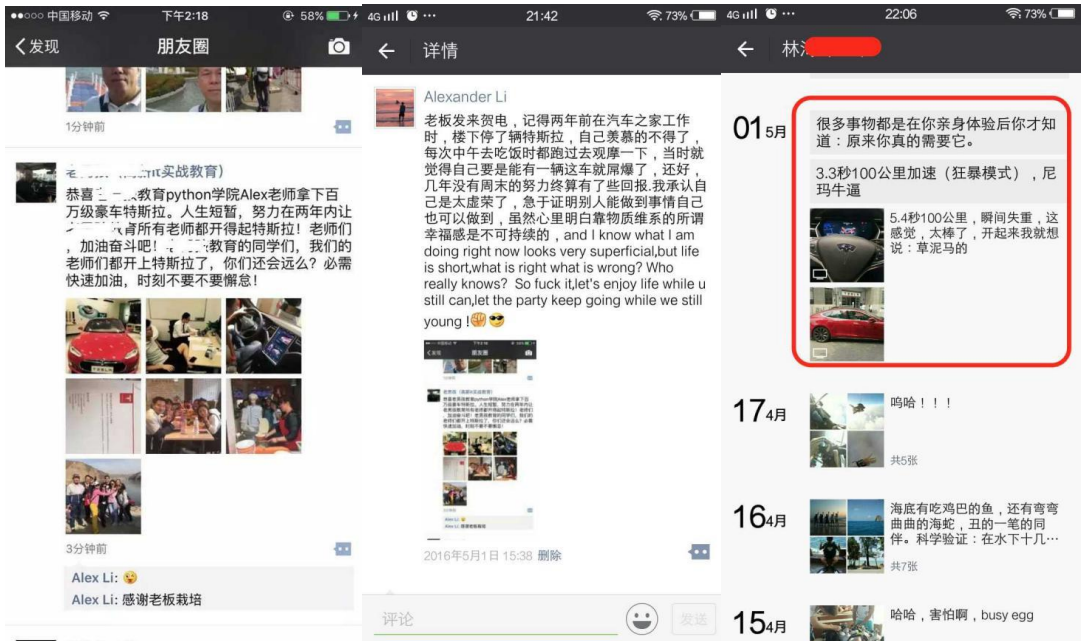 ●●○○○ 中国移动 下午2:18 58%
发现 朋友圈
1分钟前
实战教育）
恭喜 教育python学院Alex老师拿下百
万级豪车特斯拉。人生短暂，努力在两年内让
育所有老师都开得起特斯拉！老师们
，加油奋斗吧！ 教育的同学们，我们的
老师们都开上特斯拉了，你们还会远么？必需
快速加油，时刻不要不要懈怠！
3分钟前
Alex Li:
Alex Li: 感谢老板栽培
4G 21:42 73%
详情
Alexander Li
老板发来贺电，记得两年前在汽车之家工作
时，楼下停了辆特斯拉，自己羡慕的不得了，
每次中午去吃饭时都跑过去观摩一下，当时就
觉得自己要是能有一辆这车就屌爆了，还好，
几年没有周末的努力终算有了些回报.我承认自
己是太虚荣了，急于证明别人能做到事情自己
也可以做到，虽然心里明白靠物质维系的所谓
幸福感是不可持续的，and I know what I am
doing right now looks very superficial,but life
is short,what is right what is wrong? Who
really knows? So fuck it,let's enjoy life while u
still can,let the party keep going while we still
young !
2016年5月1日 15:38 删除
评论 发送
4G 22:06 73%
林
01 5月
很多事物都是在你亲身体验后你才知
道：原来你真的需要它。
3.3秒100公里加速（狂暴模式），尼
玛牛逼
5.4秒100公里，瞬间失重，这
感觉，太棒了，开起来我就想
说：草泥马的
17 4月
呜哈！！！
共5张
16 4月
海底有吃鸡巴的鱼，还有弯弯
曲曲的海蛇，丑的一笔的同
伴。科学验证：在水下十几…
共7张
15 4月
哈哈，害怕啊，busy egg